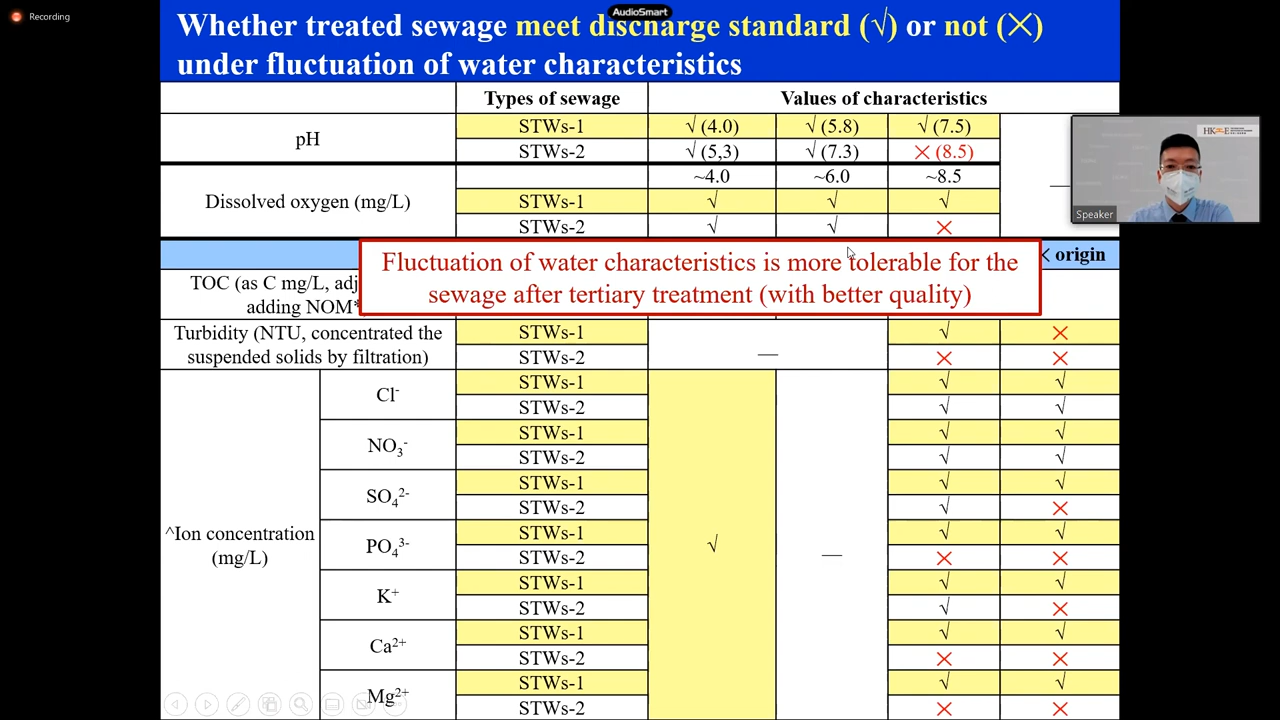 Recording
AudioSmart
Whether treated sewage meet discharge standard (√) or not (×)
under fluctuation of water characteristics
Types of sewage Values of characteristics
pH STWs-1 √ (4.0) √ (5.8) √ (7.5)
STWs-2 √ (5,3) √ (7.3) × (8.5)
Dissolved oxygen (mg/L) ~4.0 ~6.0 ~8.5 —
STWs-1 √ √ √
STWs-2 √ √ ×
Speaker
origin
Fluctuation of water characteristics is more tolerable for the
sewage after tertiary treatment (with better quality)
TOC (as C mg/L,
adding NOM*
Turbidity (NTU, concentrated the
suspended solids by filtration)
STWs-1 √ ×
STWs-2 — × ×
^Ion concentration
(mg/L)
√ —
Cl⁻ STWs-1 √ √
STWs-2 √ √
NO₃⁻ STWs-1 √ √
STWs-2 √ √
SO₄²⁻ STWs-1 √ √
STWs-2 √ ×
PO₄³⁻ STWs-1 √ √
STWs-2 × ×
K⁺ STWs-1 √ √
STWs-2 √ ×
Ca²⁺ STWs-1 √ √
STWs-2 × ×
Mg²⁺ STWs-1 √ √
STWs-2 × ×